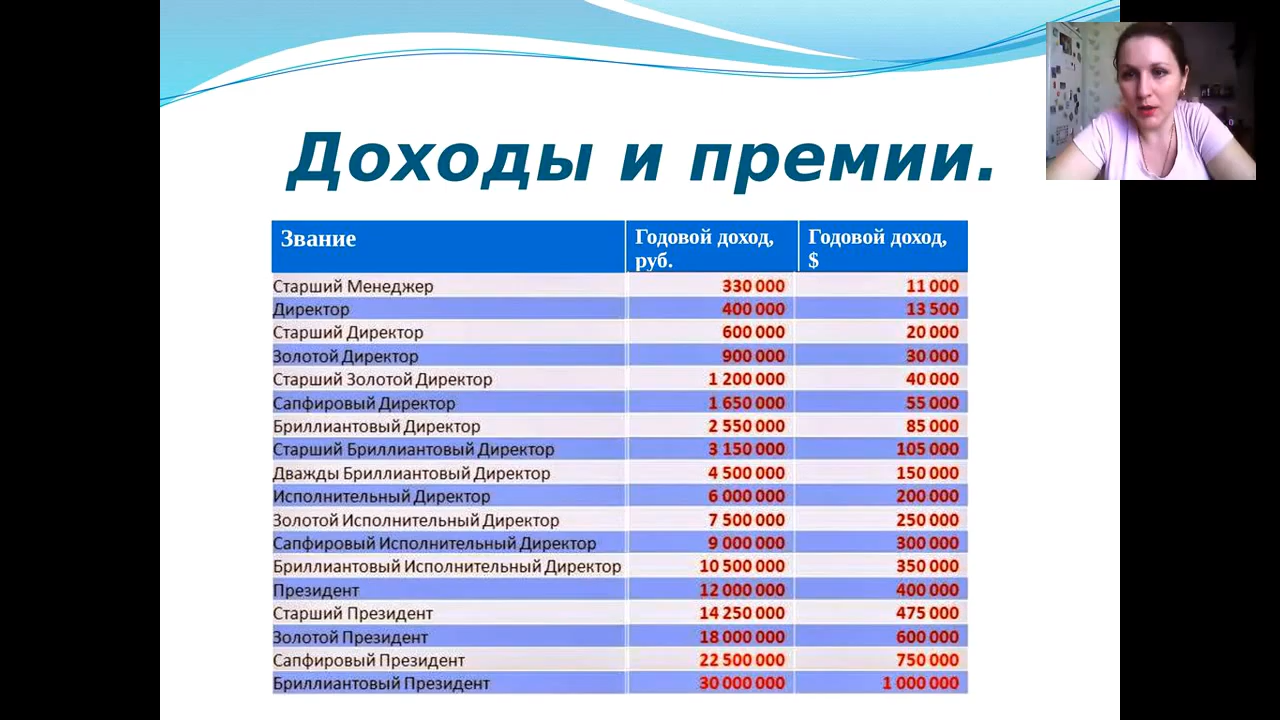 Доходы и премии.
Звание Годовой доход, руб. Годовой доход, $
Старший Менеджер 330 000 11 000
Директор 400 000 13 500
Старший Директор 600 000 20 000
Золотой Директор 900 000 30 000
Старший Золотой Директор 1 200 000 40 000
Сапфировый Директор 1 650 000 55 000
Бриллиантовый Директор 2 550 000 85 000
Старший Бриллиантовый Директор 3 150 000 105 000
Дважды Бриллиантовый Директор 4 500 000 150 000
Исполнительный Директор 6 000 000 200 000
Золотой Исполнительный Директор 7 500 000 250 000
Сапфировый Исполнительный Директор 9 000 000 300 000
Бриллиантовый Исполнительный Директор 10 500 000 350 000
Президент 12 000 000 400 000
Старший Президент 14 250 000 475 000
Золотой Президент 18 000 000 600 000
Сапфировый Президент 22 500 000 750 000
Бриллиантовый Президент 30 000 000 1 000 000